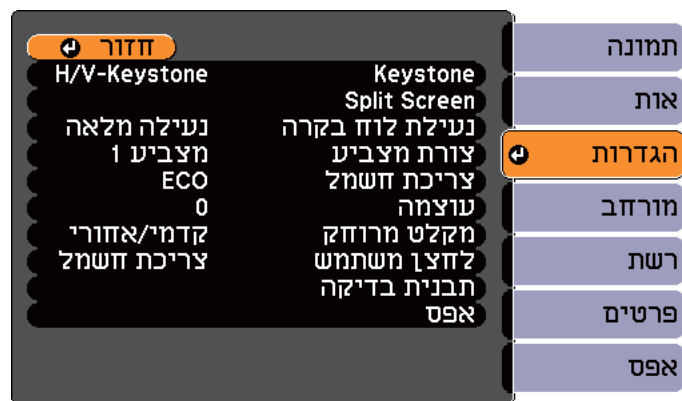 תמונה
אות
הגדרות
מורחב
רשת
פרטים
אפס
חזור
Keystone H/V-Keystone
Split Screen
נעילת לוח בקרה נעילה מלאה
צורת מצביע מצביע 1
צריכת חשמל ECO
עוצמה 0
מקלט מרוחק קדמי/אחורי
לחצן משתמש צריכת חשמל
תבנית בדיקה
אפס